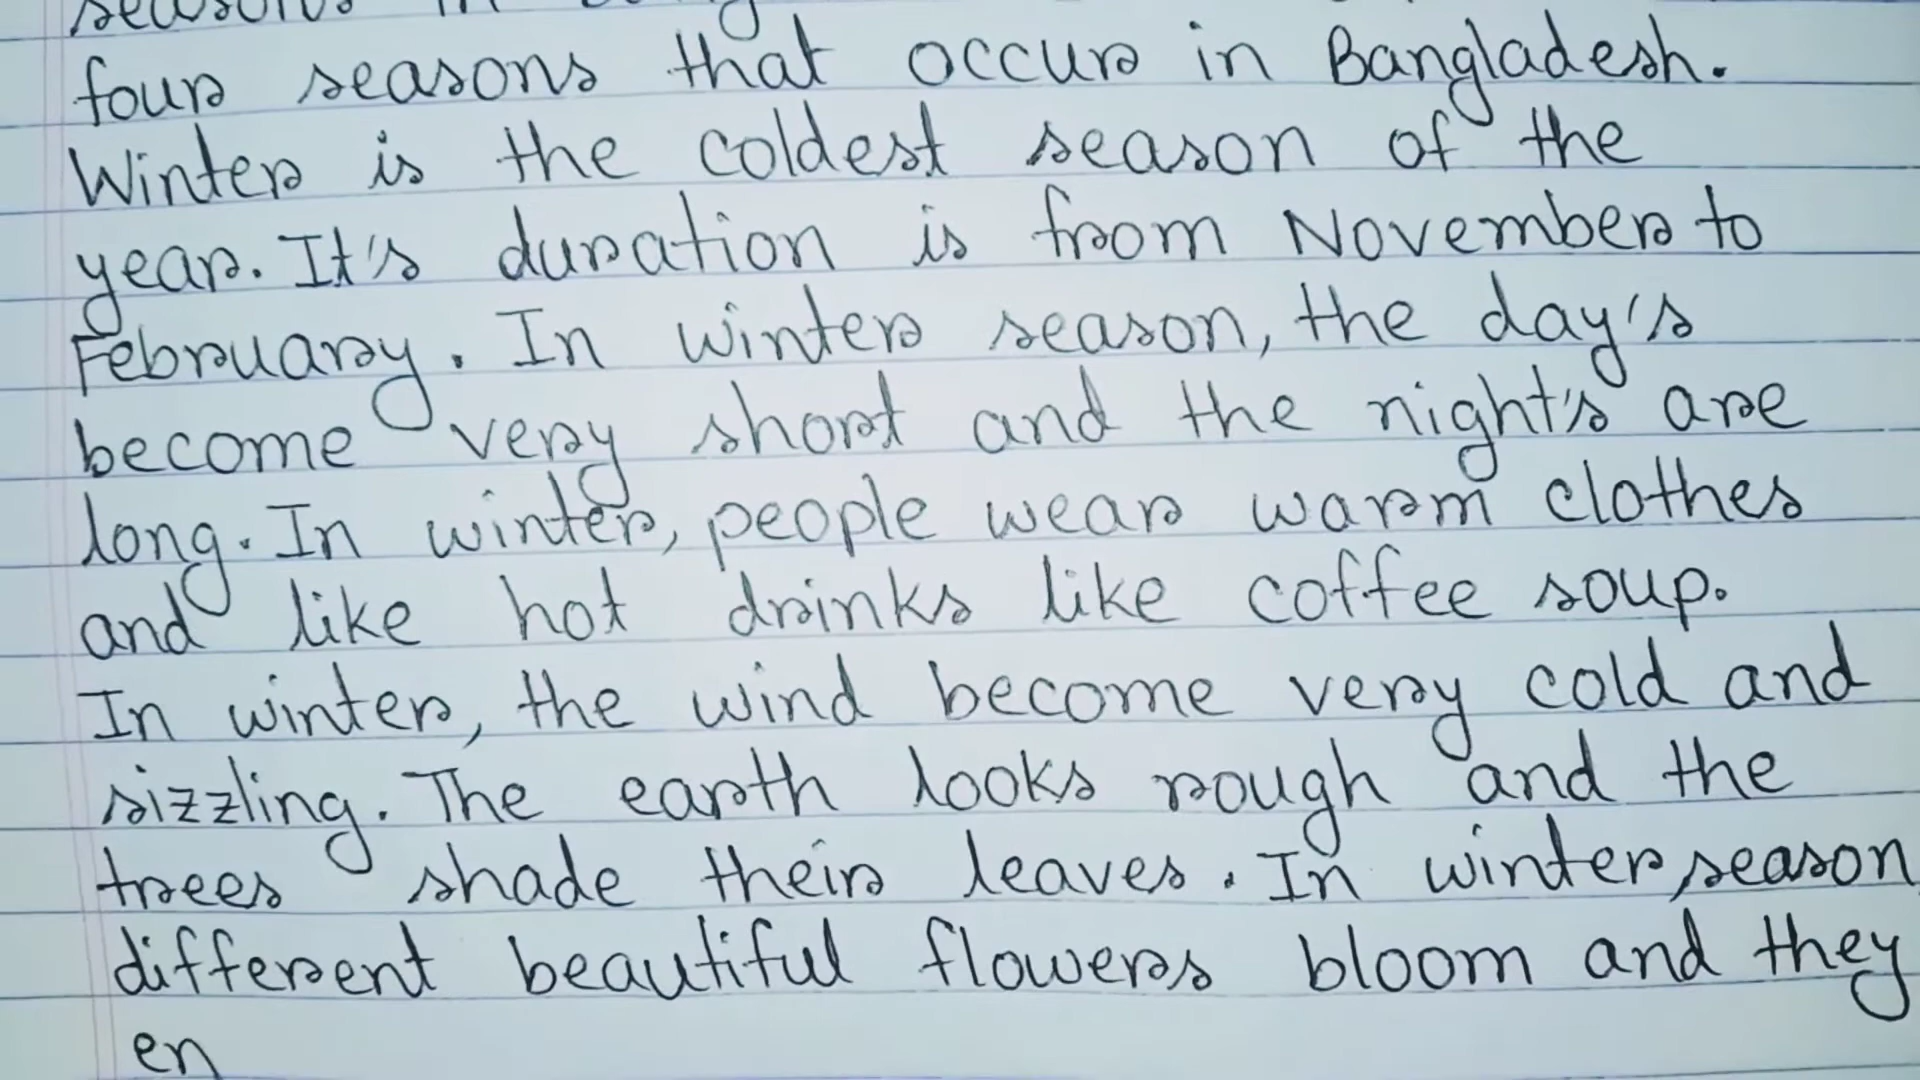 seasons in
four seasons that occur in Bangladesh.
Winter is the coldest season of the
year. It's duration is from November to
February. In winter season, the day's
become very short and the night's are
long. In winter, people wear warm clothes
and like hot drinks like coffee soup.
In winter, the wind become very cold and
sizzling. The earth looks rough and the
trees shade their leaves. In winter, season
different beautiful flowers bloom and they
en